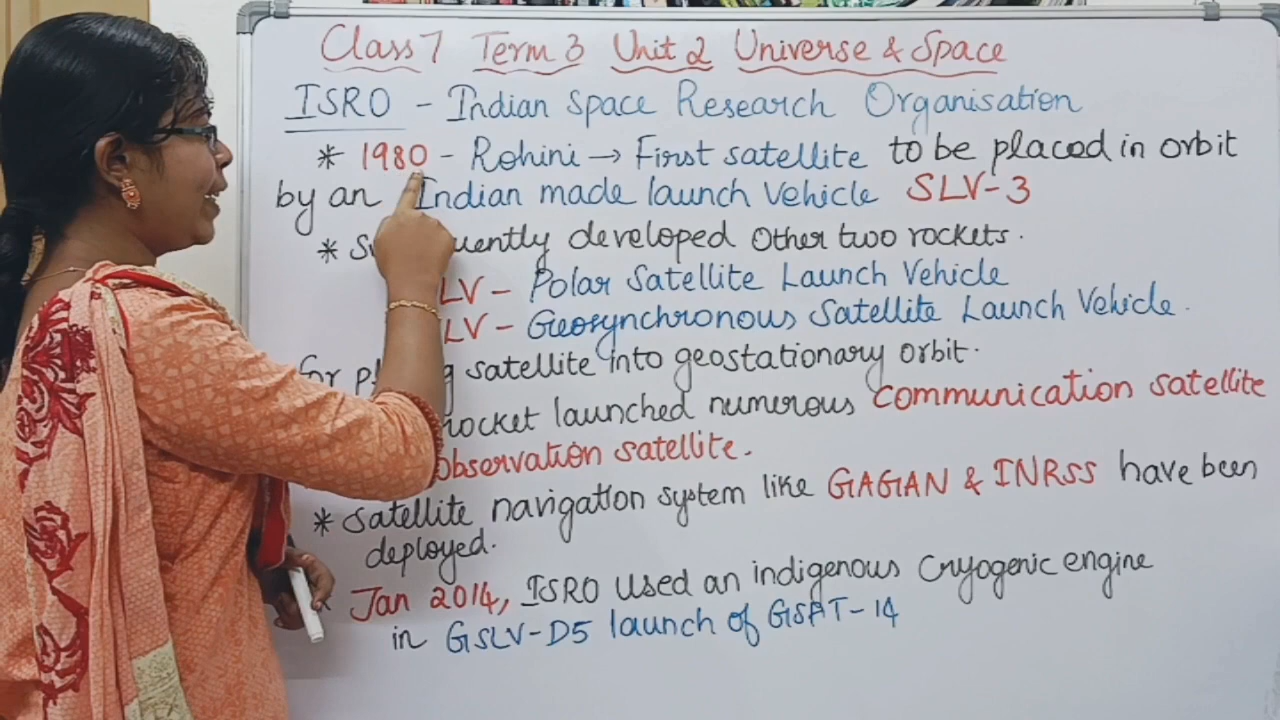 Class 7 Term 3 Unit 2 Universe & Space
ISRO - Indian Space Research Organisation
* 1980 - Rohini → First satellite to be placed in orbit
by an Indian made launch vehicle SLV-3
* developed other two rockets.
LV - Polar Satellite Launch Vehicle
LV - Geosynchronous Satellite Launch Vehicle.
For satellite into geostationary orbit.
rocket launched numerous communication satellite
observation satellite.
* Satellite navigation system like GAGAN & INRSS have been
deployed.
Jan 2014, ISRO used an indigenous cryogenic engine
in GSLV-D5 launch of GSAT-14